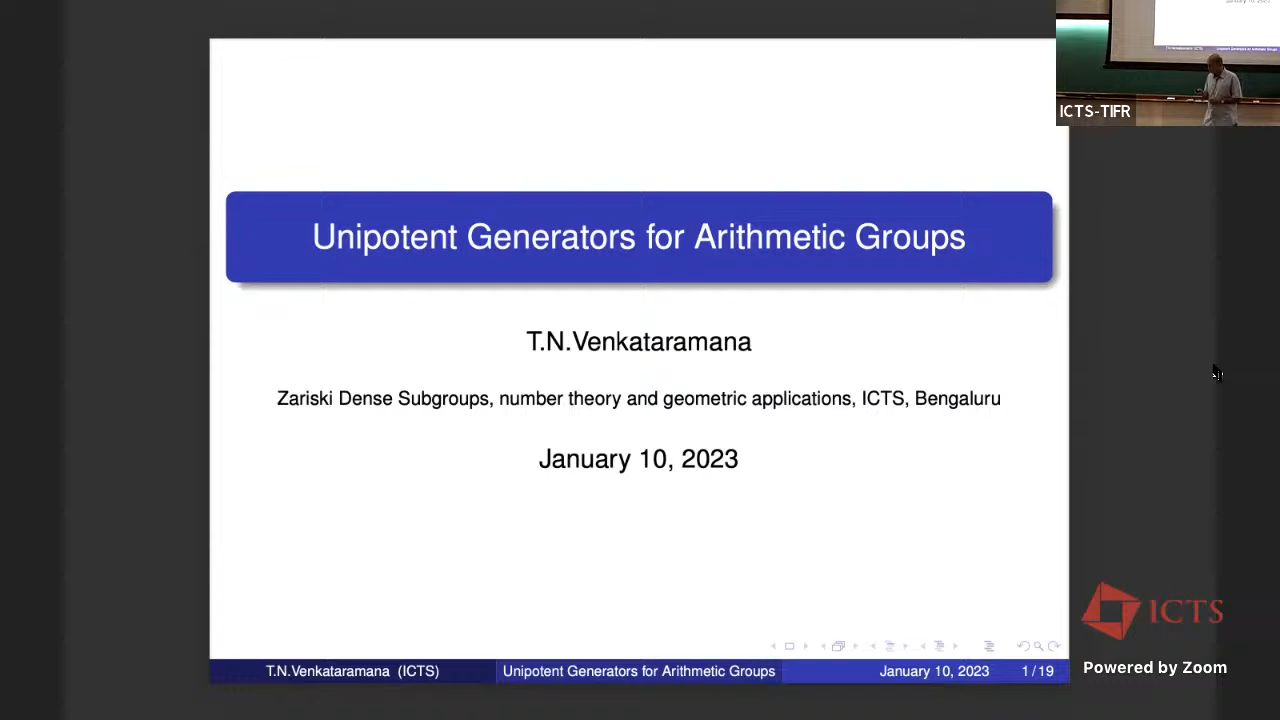 Unipotent Generators for Arithmetic Groups
T.N.Venkataramana
Zariski Dense Subgroups, number theory and geometric applications, ICTS, Bengaluru
January 10, 2023
T.N.Venkataramana (ICTS) Unipotent Generators for Arithmetic Groups January 10, 2023 1 / 19
ICTS-TIFR
ICTS
Powered by Zoom